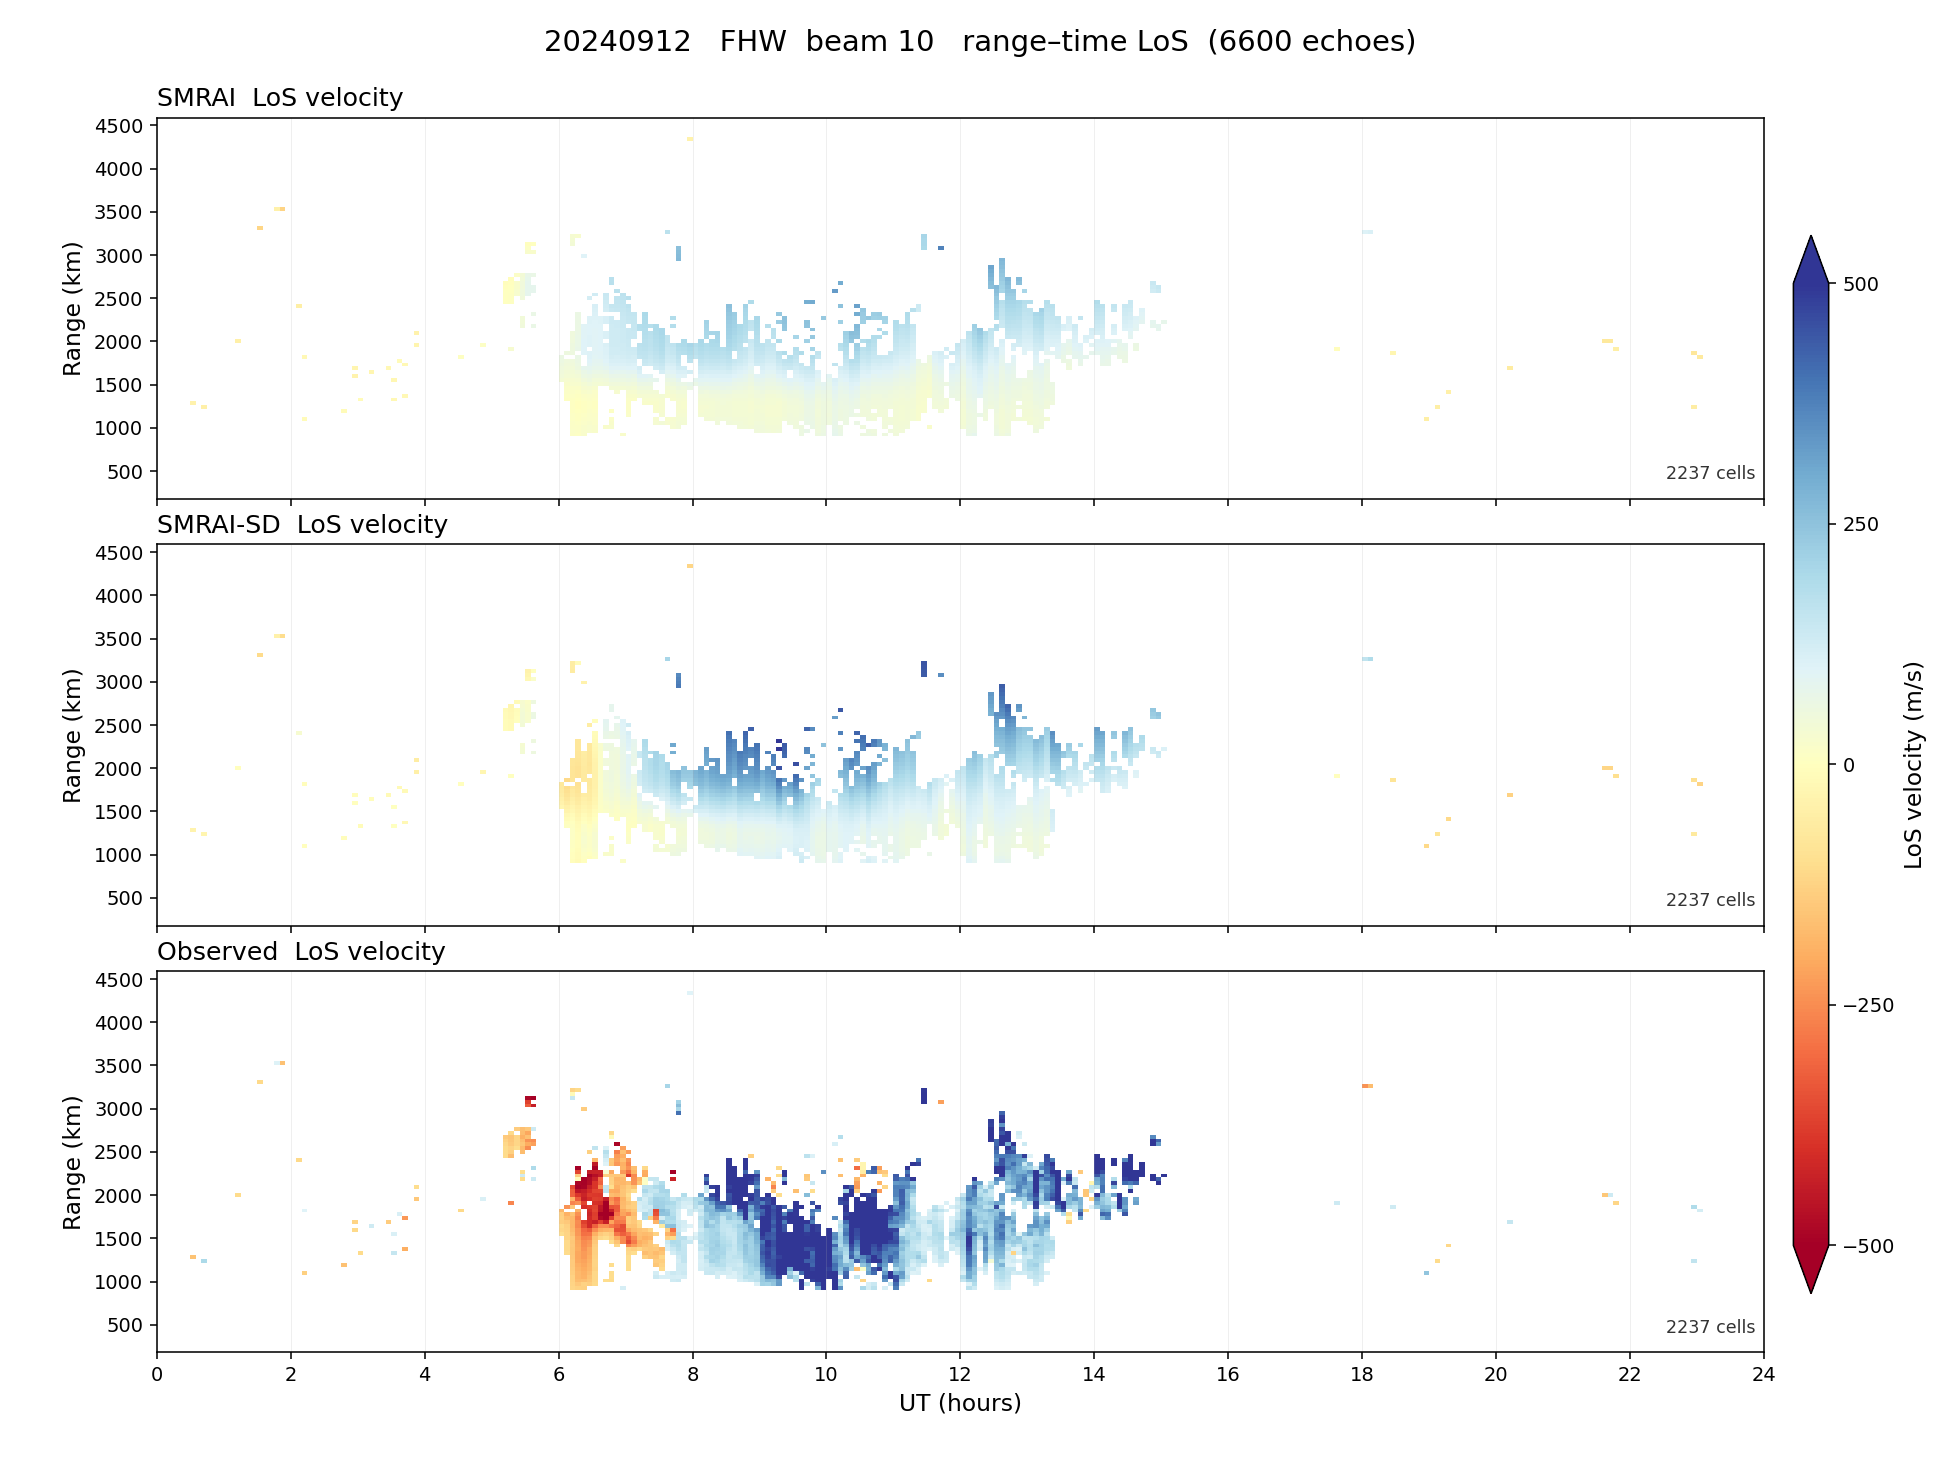 20240912   FHW  beam 10   range–time LoS  (6600 echoes)
SMRAI  LoS velocity
4500
4000
3500
3000
2500
2000
1500
1000
500
Range (km)
2237 cells
SMRAI-SD  LoS velocity
4500
4000
3500
3000
2500
2000
1500
1000
500
Range (km)
2237 cells
Observed  LoS velocity
4500
4000
3500
3000
2500
2000
1500
1000
500
Range (km)
2237 cells
0 2 4 6 8 10 12 14 16 18 20 22 24
UT (hours)
500
250
0
−250
−500
LoS velocity (m/s)